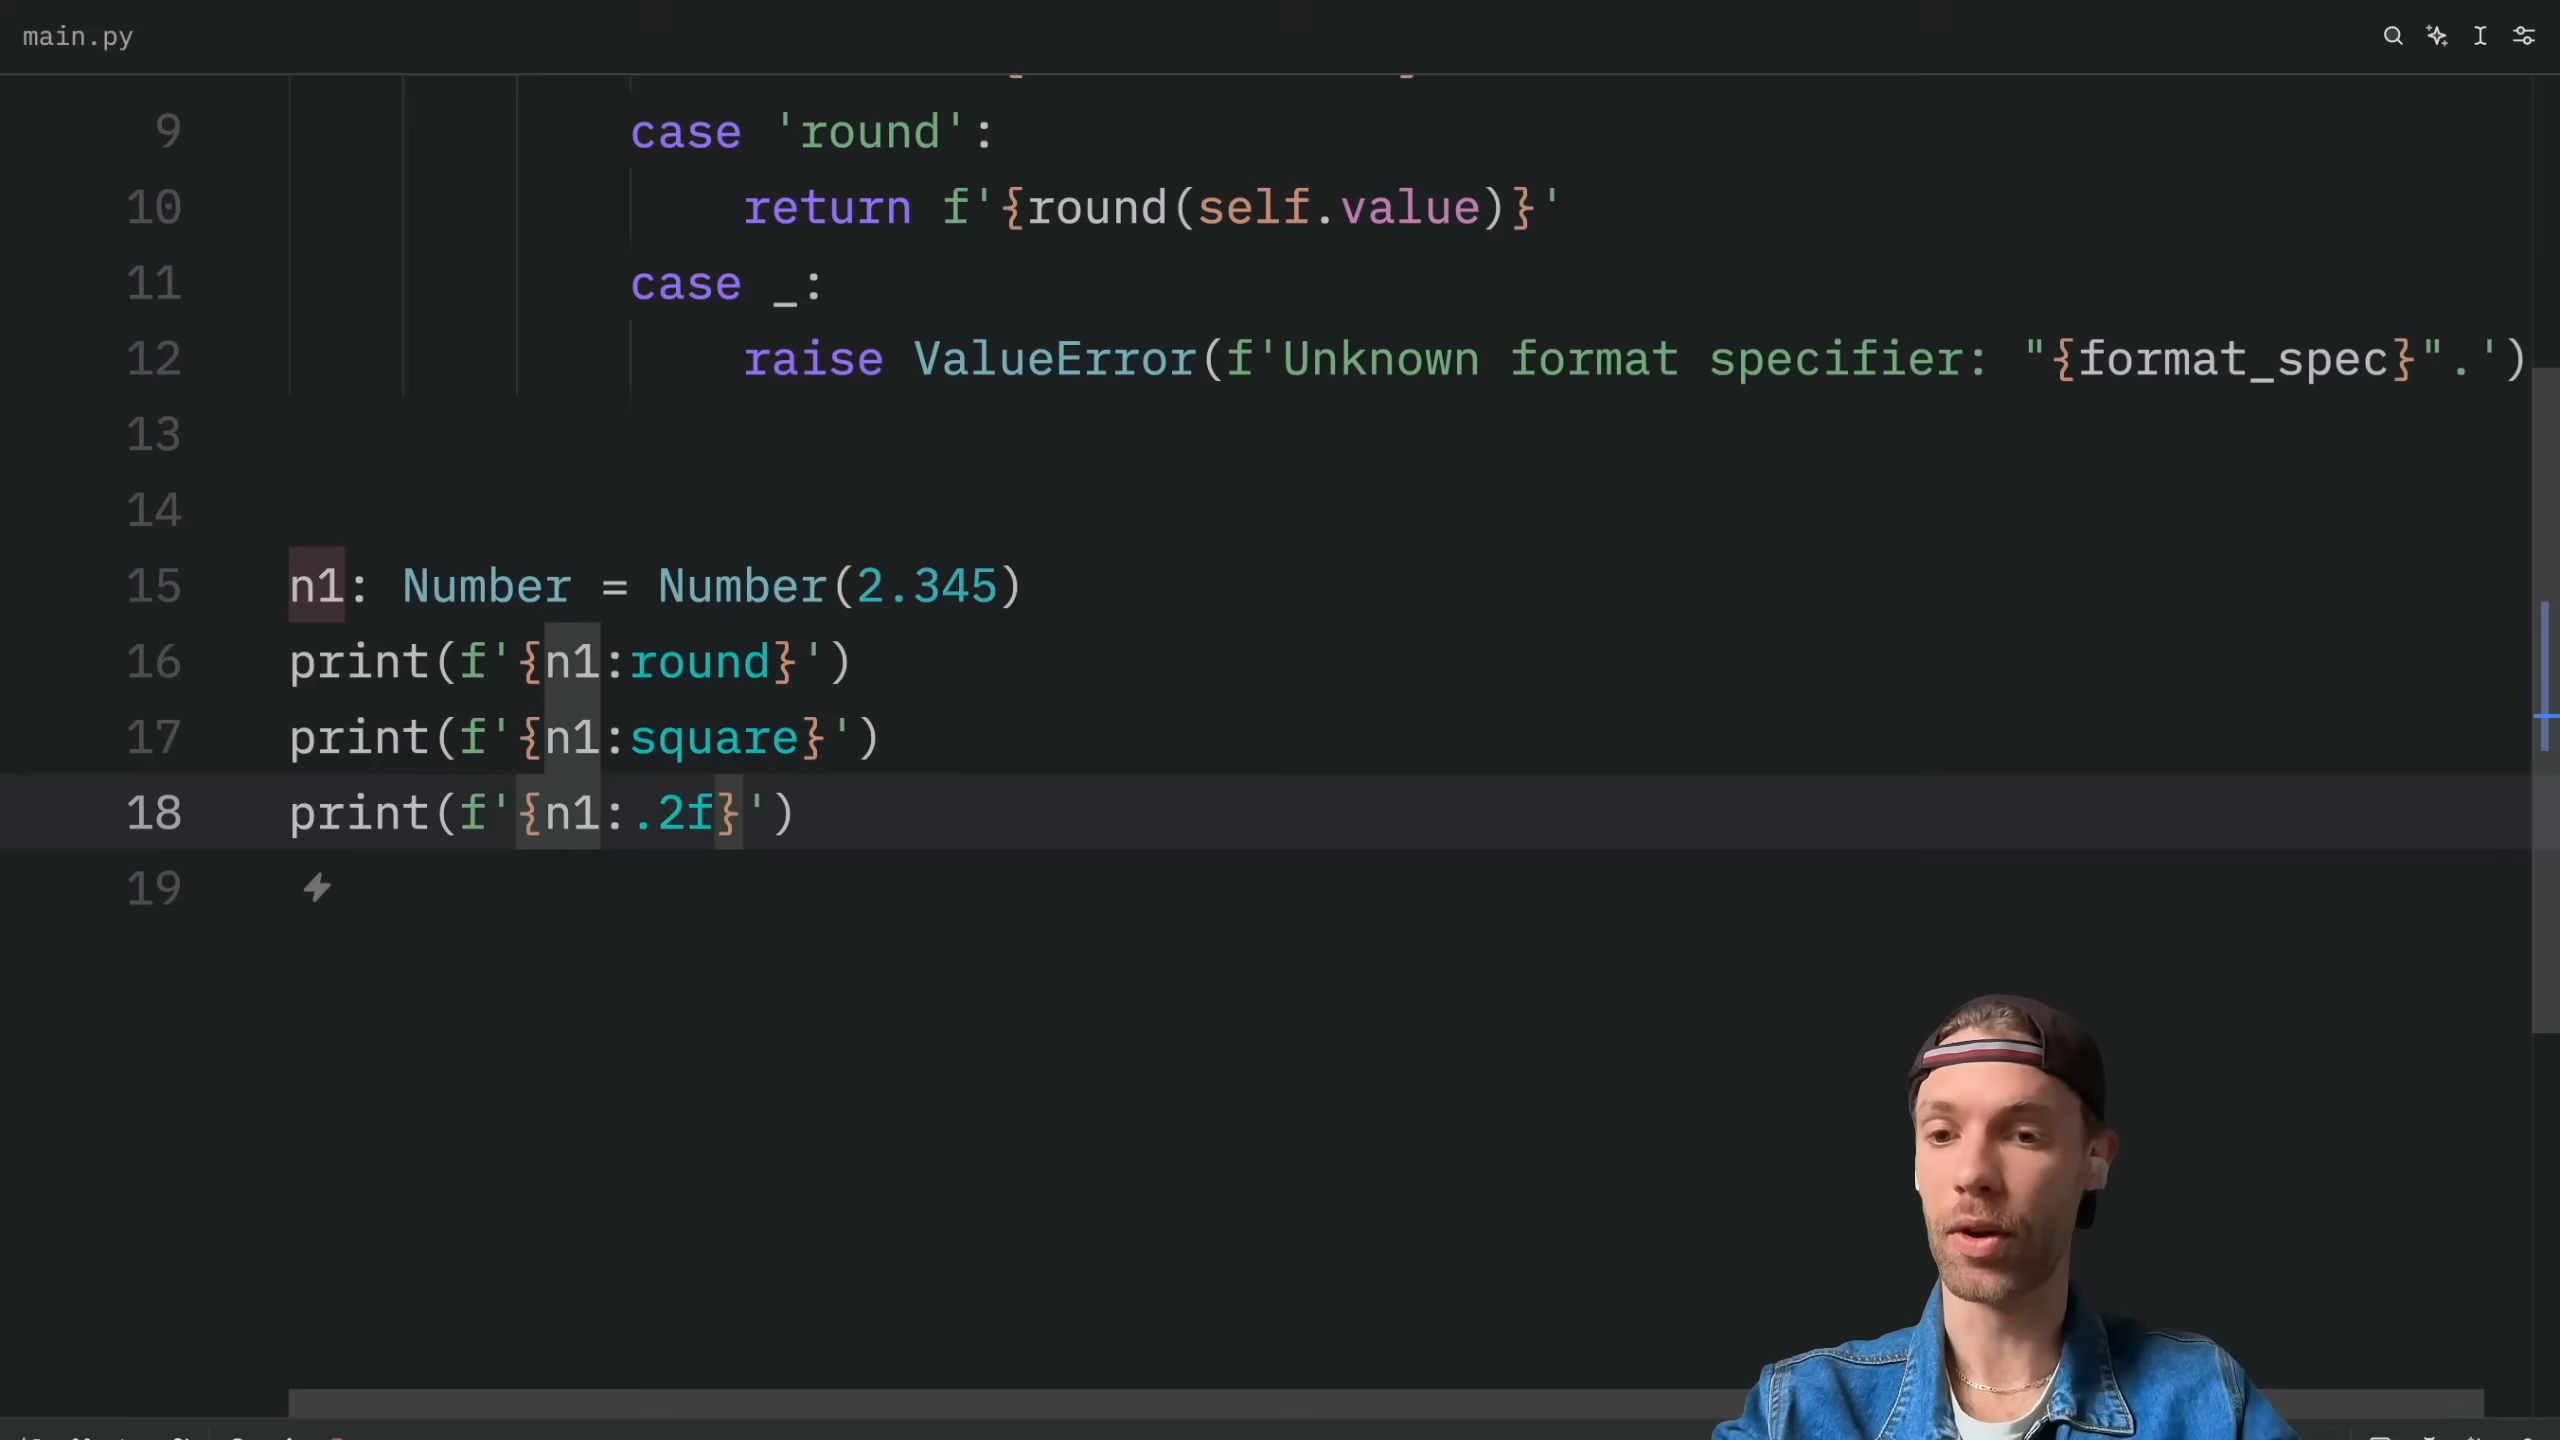 main.py
9 case 'round':
10 return f'{round(self.value)}'
11 case _:
12 raise ValueError(f'Unknown format specifier: "{format_spec}".')
13
14
15 n1: Number = Number(2.345)
16 print(f'{n1:round}')
17 print(f'{n1:square}')
18 print(f'{n1:.2f}')
19